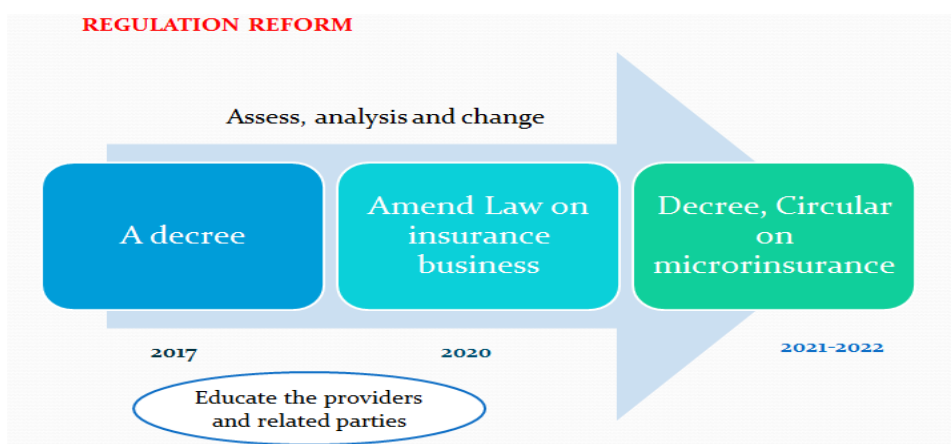 REGULATION REFORM
Assess, analysis and change
A decree
Amend Law on
insurance
business
Decree, Circular
on
microrinsurance
2017
2020
2021-2022
Educate the providers
and related parties